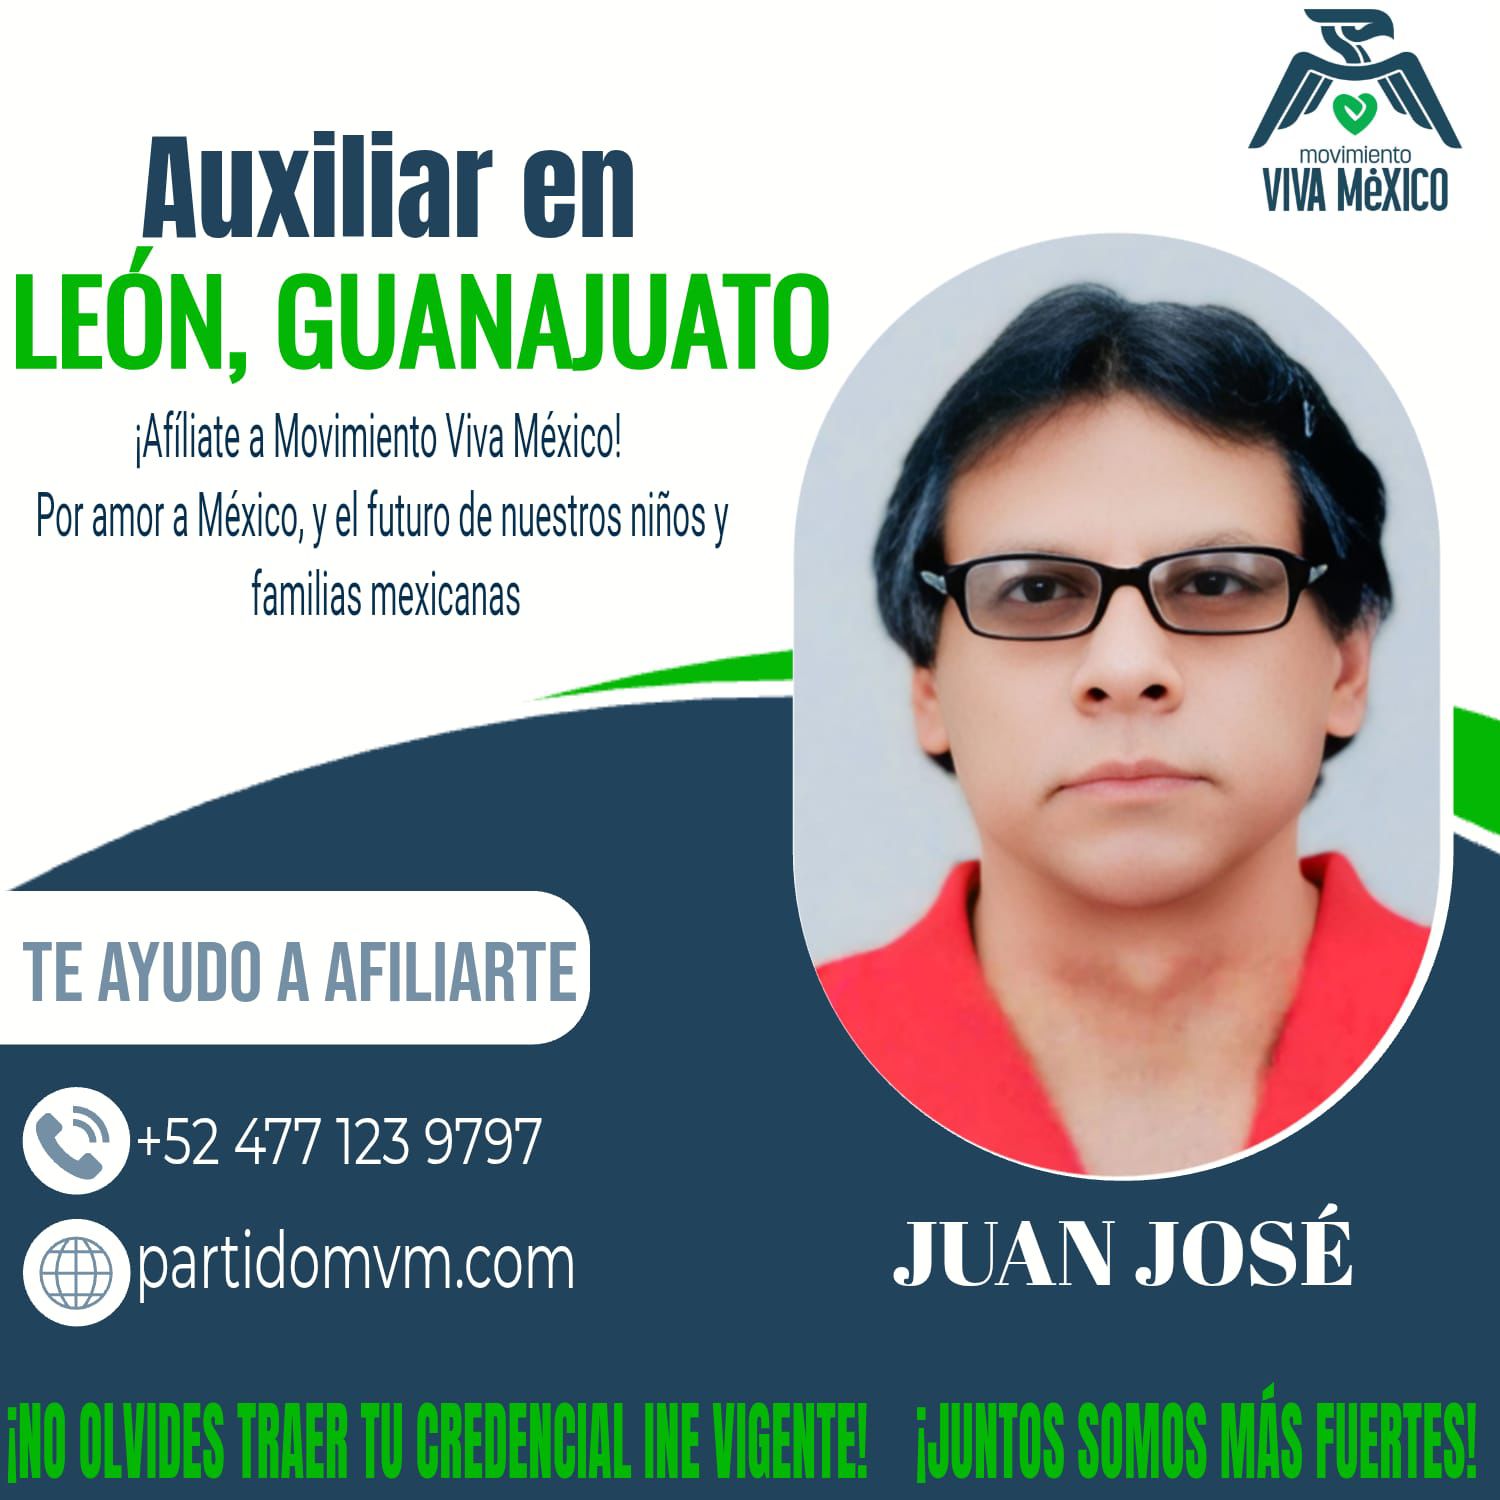 movimiento
VIVA MéXICO
Auxiliar en
LEÓN, GUANAJUATO
¡Afíliate a Movimiento Viva México!
Por amor a México, y el futuro de nuestros niños y
familias mexicanas
TE AYUDO A AFILIARTE
+52 477 123 9797
partidomvm.com
JUAN JOSÉ
¡NO OLVIDES TRAER TU CREDENCIAL INE VIGENTE! ¡JUNTOS SOMOS MÁS FUERTES!